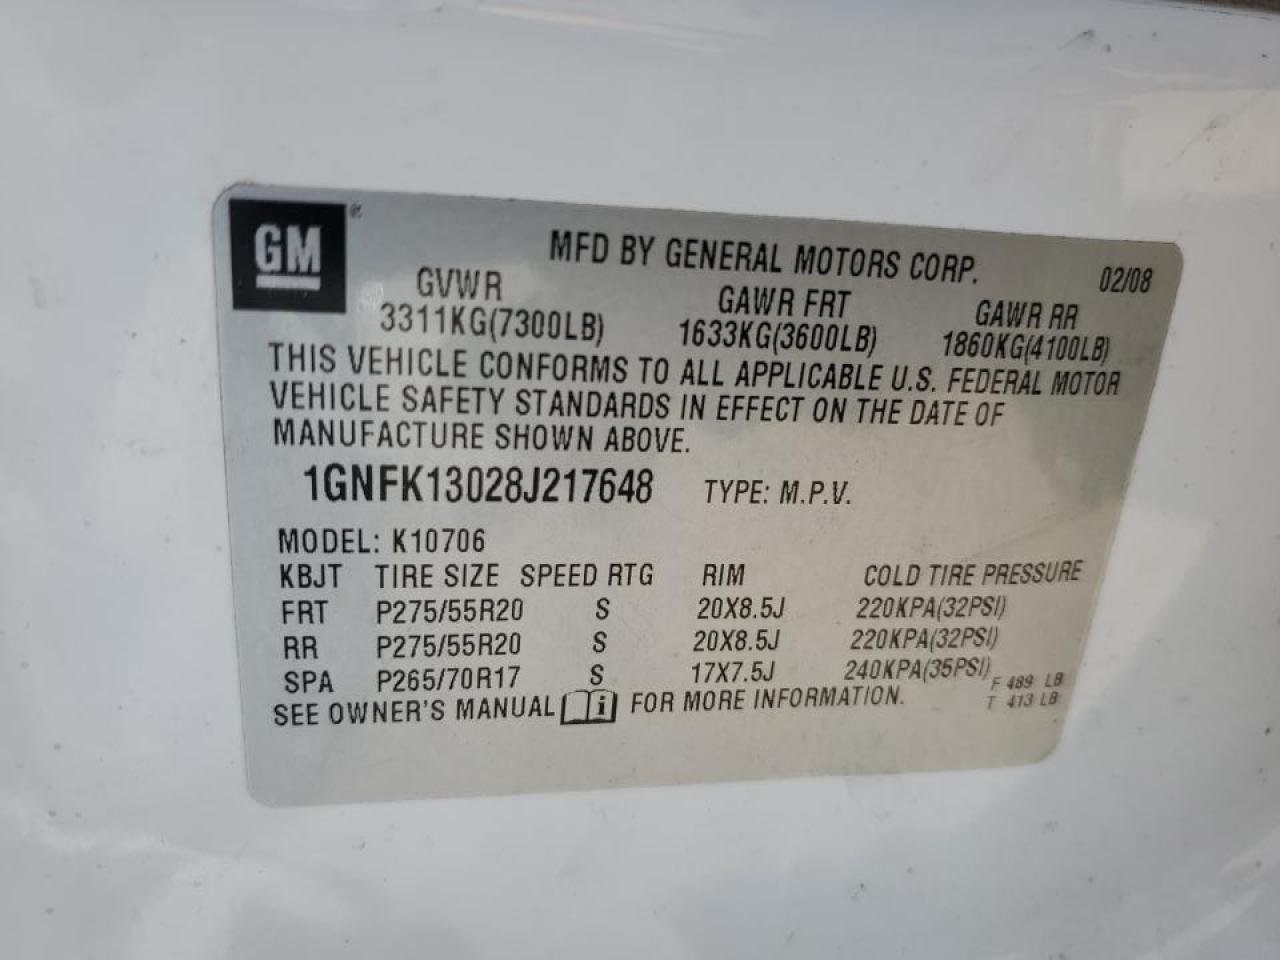 GM
MFD BY GENERAL MOTORS CORP. 02/08
GVWR GAWR FRT GAWR RR
3311KG(7300LB) 1633KG(3600LB) 1860KG(4100LB)
THIS VEHICLE CONFORMS TO ALL APPLICABLE U.S. FEDERAL MOTOR
VEHICLE SAFETY STANDARDS IN EFFECT ON THE DATE OF
MANUFACTURE SHOWN ABOVE.
1GNFK13028J217648 TYPE: M.P.V.
MODEL: K10706
KBJT TIRE SIZE SPEED RTG RIM COLD TIRE PRESSURE
FRT P275/55R20 S 20X8.5J 220KPA(32PSI)
RR P275/55R20 S 20X8.5J 220KPA(32PSI)
SPA P265/70R17 S 17X7.5J 240KPA(35PSI) F 489 LB
SEE OWNER'S MANUAL i FOR MORE INFORMATION. T 413 LB